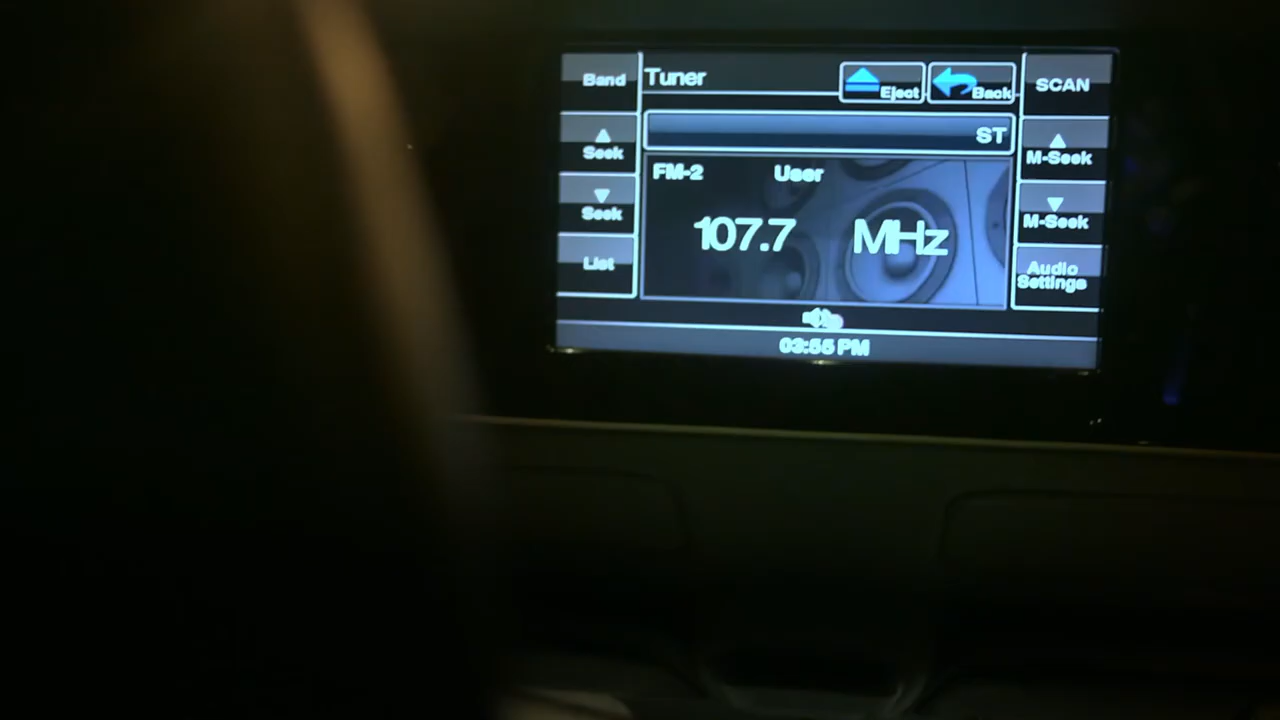 Band
Tuner
Eject
Back
SCAN
Seek
ST
M-Seek
FM-2
User
Seek
M-Seek
107.7 MHz
List
Audio
Settings
03:55 PM